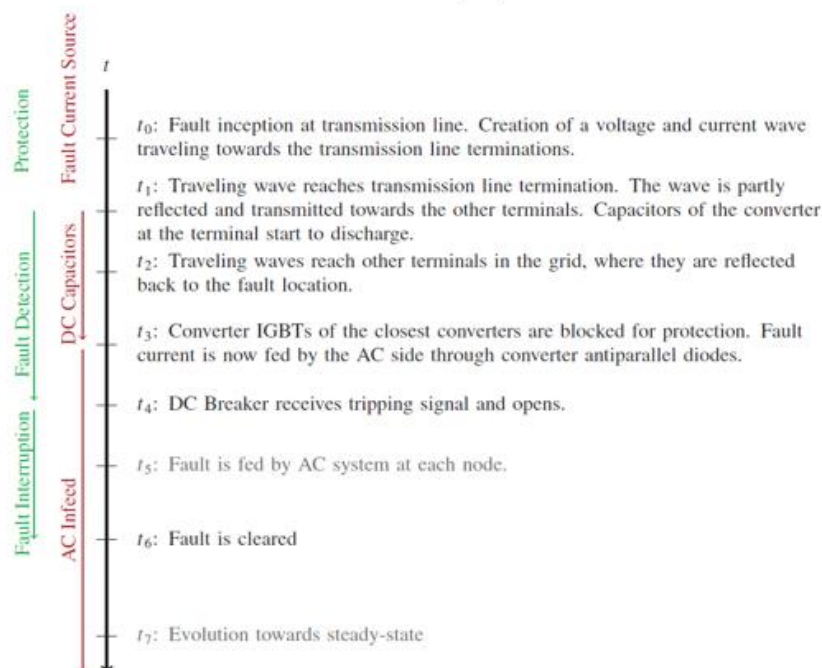 Protection
Fault Current Source
t
t₀: Fault inception at transmission line. Creation of a voltage and current wave
traveling towards the transmission line terminations.
t₁: Traveling wave reaches transmission line termination. The wave is partly
reflected and transmitted towards the other terminals. Capacitors of the converter
at the terminal start to discharge.
Fault Detection
DC Capacitors
t₂: Traveling waves reach other terminals in the grid, where they are reflected
back to the fault location.
t₃: Converter IGBTs of the closest converters are blocked for protection. Fault
current is now fed by the AC side through converter antiparallel diodes.
t₄: DC Breaker receives tripping signal and opens.
Fault Interruption
AC Infeed
t₅: Fault is fed by AC system at each node.
t₆: Fault is cleared
t₇: Evolution towards steady-state